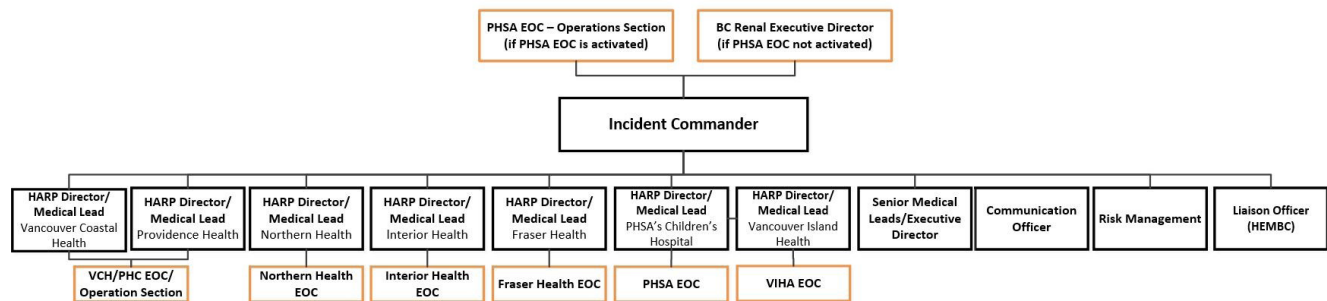 PHSA EOC – Operations Section
(if PHSA EOC is activated)
BC Renal Executive Director
(if PHSA EOC not activated)
Incident Commander
HARP Director/
Medical Lead
Vancouver Coastal
Health
HARP Director/
Medical Lead
Providence Health
HARP Director/
Medical Lead
Northern Health
HARP Director/
Medical Lead
Interior Health
HARP Director/
Medical Lead
Fraser Health
HARP Director/
Medical Lead
PHSA's Children's
Hospital
HARP Director/
Medical Lead
Vancouver Island
Health
Senior Medical
Leads/Executive
Director
Communication
Officer
Risk Management
Liaison Officer
(HEMBC)
VCH/PHC EOC/
Operation Section
Northern Health
EOC
Interior Health
EOC
Fraser Health EOC
PHSA EOC
VIHA EOC